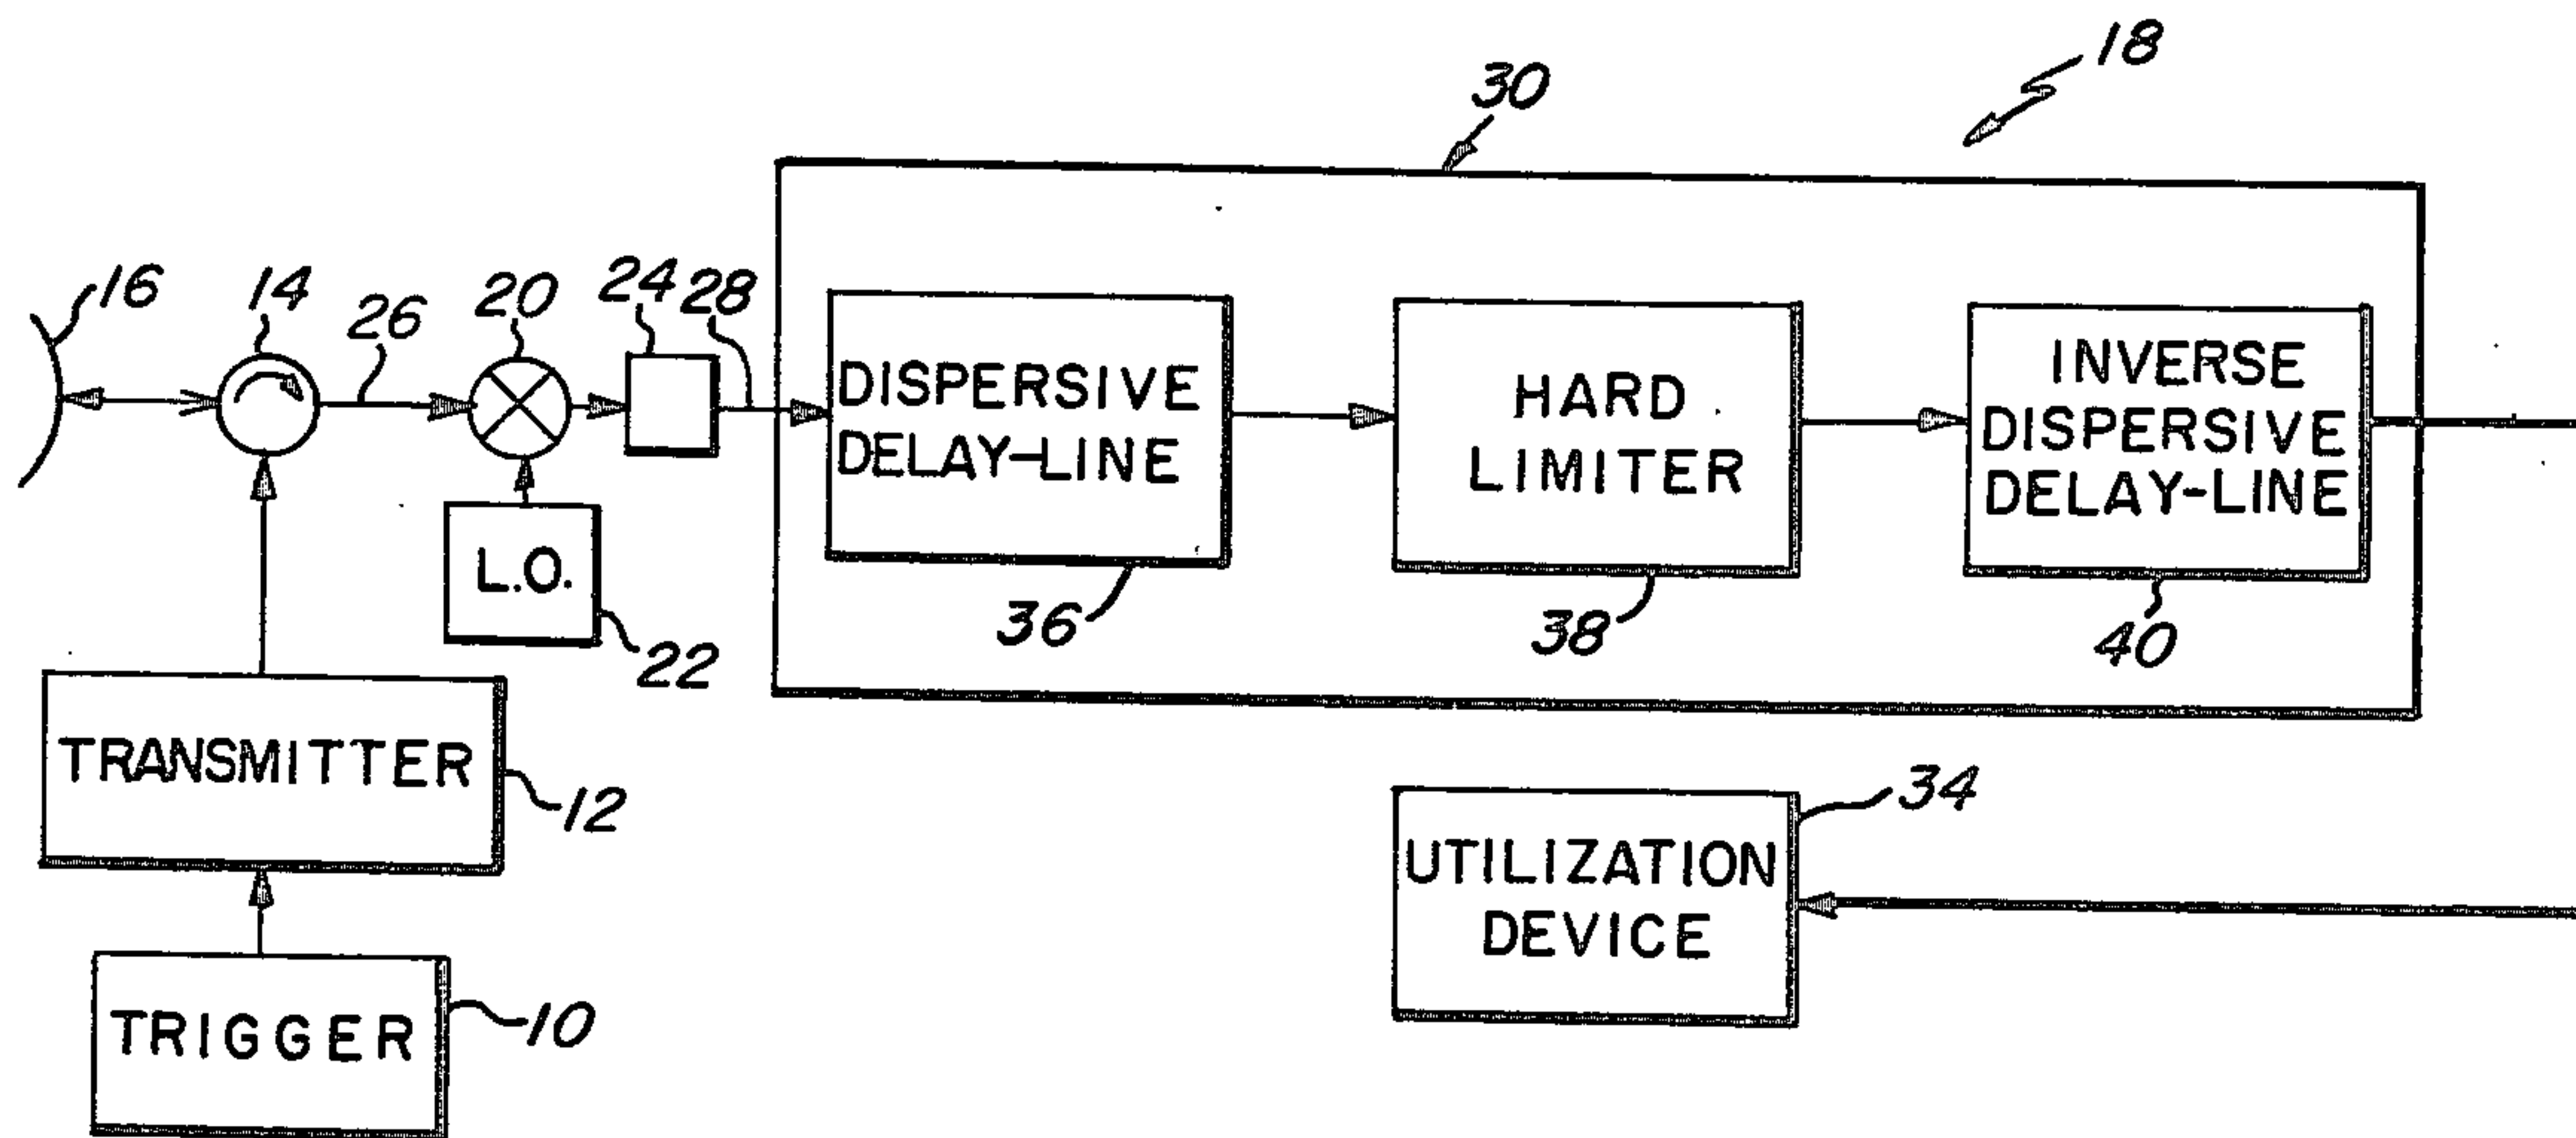 18
30
16
14
26
20
24
28
DISPERSIVE
DELAY-LINE
HARD
LIMITER
INVERSE
DISPERSIVE
DELAY-LINE
L.O.
36
38
40
22
TRANSMITTER
12
34
UTILIZATION
DEVICE
TRIGGER
10